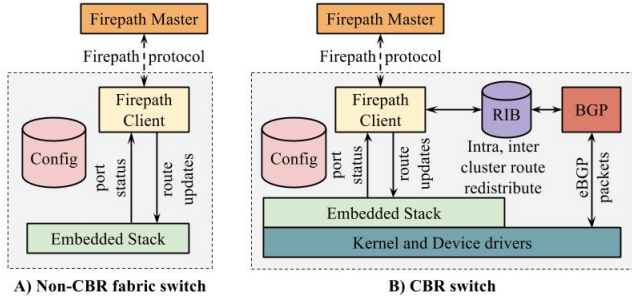 Firepath Master
Firepath protocol
Firepath
Client
Config
port
status
route
updates
Embedded Stack
A) Non-CBR fabric switch
Firepath Master
Firepath protocol
Firepath
Client
RIB
BGP
Config
port
status
route
updates
Intra, inter
cluster route
redistribute
eBGP
packets
Embedded Stack
Kernel and Device drivers
B) CBR switch